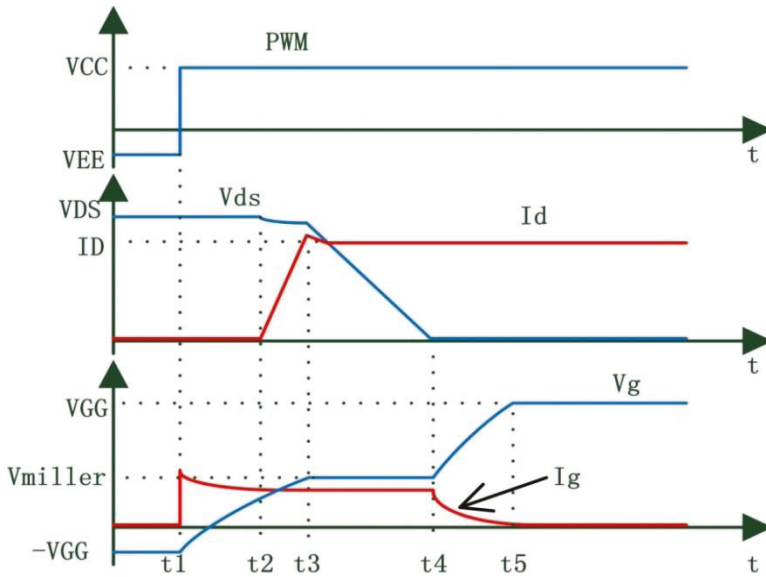 PWM
VCC
VEE
t
VDS
Vds
Id
ID
t
VGG
Vg
Vmiller
Ig
-VGG
t1 t2 t3 t4 t5 t